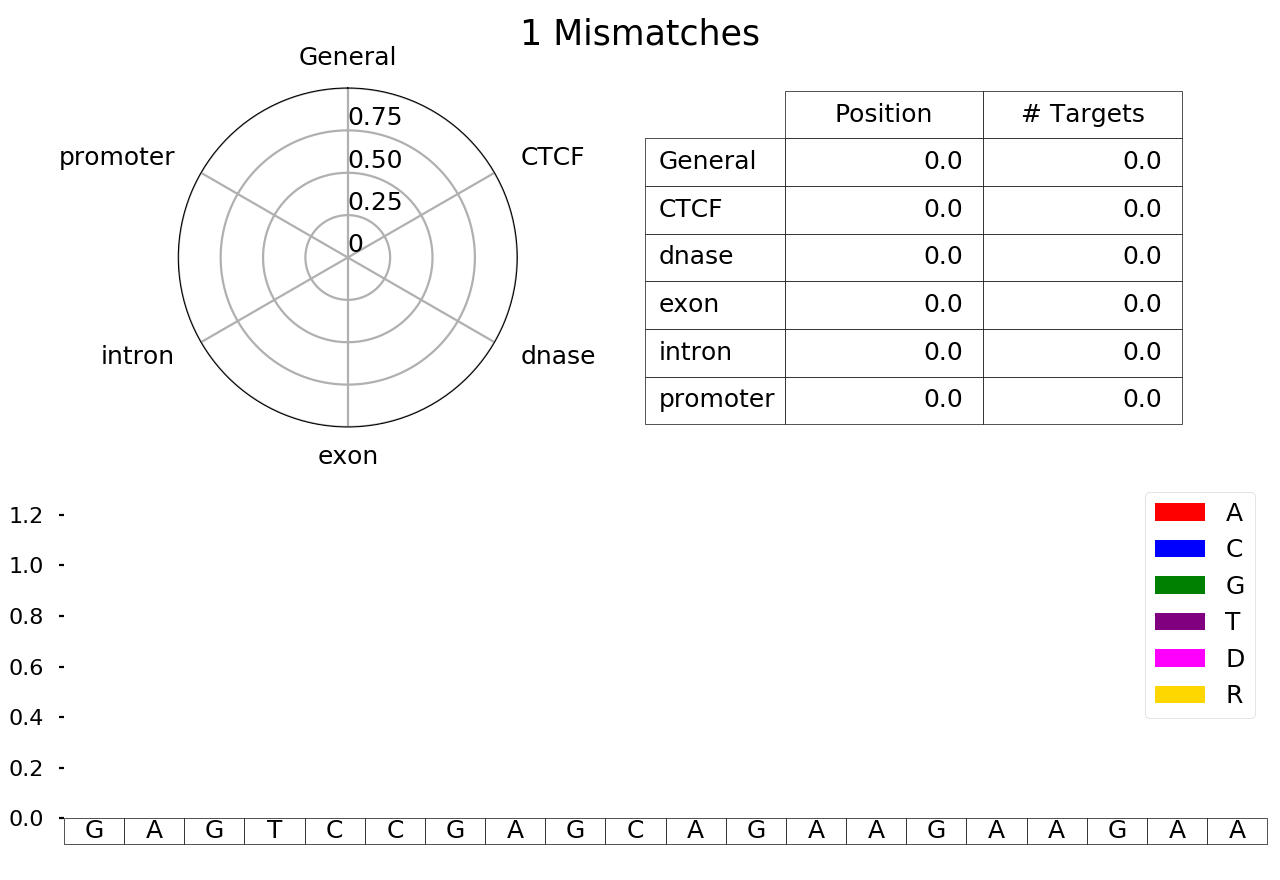 1 Mismatches
General
promoter
CTCF
0.75
0.50
0.25
0
intron
dnase
exon
Position # Targets
General 0.0 0.0
CTCF 0.0 0.0
dnase 0.0 0.0
exon 0.0 0.0
intron 0.0 0.0
promoter 0.0 0.0
1.2
1.0
0.8
0.6
0.4
0.2
0.0
A
C
G
T
D
R
G A G T C C G A G C A G A A G A A G A A